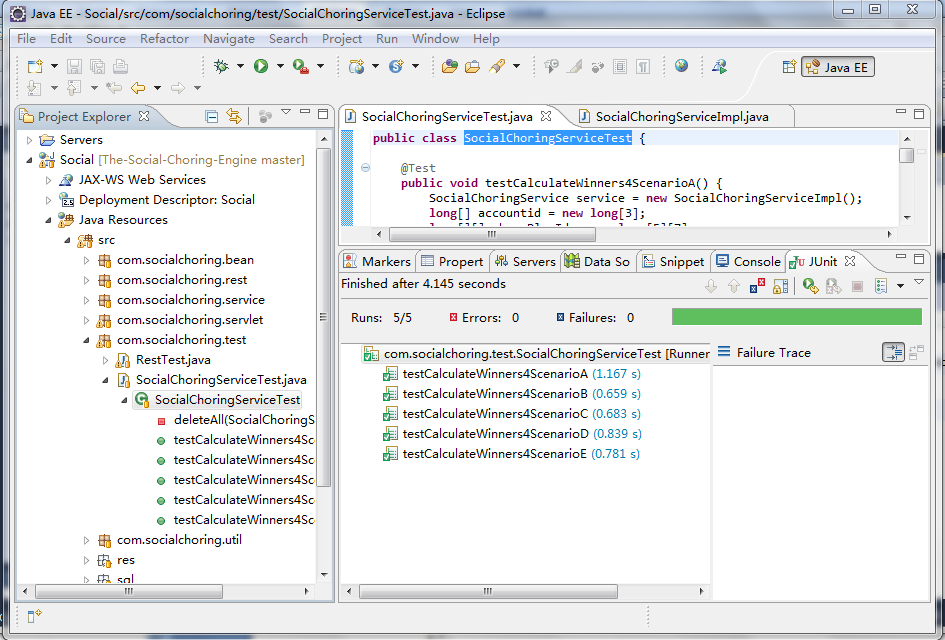 Java EE - Social/src/com/socialchoring/test/SocialChoringServiceTest.java - Eclipse
File Edit Source Refactor Navigate Search Project Run Window Help
Java EE
Project Explorer
Servers
Social [The-Social-Choring-Engine master]
JAX-WS Web Services
Deployment Descriptor: Social
Java Resources
src
com.socialchoring.bean
com.socialchoring.rest
com.socialchoring.service
com.socialchoring.servlet
com.socialchoring.test
RestTest.java
SocialChoringServiceTest.java
SocialChoringServiceTest
deleteAll(SocialChoringS
testCalculateWinners4Sc
testCalculateWinners4Sc
testCalculateWinners4Sc
testCalculateWinners4Sc
testCalculateWinners4Sc
com.socialchoring.util
res
sql
SocialChoringServiceTest.java SocialChoringServiceImpl.java
public class SocialChoringServiceTest {
@Test
public void testCalculateWinners4ScenarioA() {
SocialChoringService service = new SocialChoringServiceImpl();
long[] accountid = new long[3];
Markers Propert Servers Data So Snippet Console JUnit
Finished after 4.145 seconds
Runs: 5/5 Errors: 0 Failures: 0
com.socialchoring.test.SocialChoringServiceTest [Runner
testCalculateWinners4ScenarioA (1.167 s)
testCalculateWinners4ScenarioB (0.659 s)
testCalculateWinners4ScenarioC (0.683 s)
testCalculateWinners4ScenarioD (0.839 s)
testCalculateWinners4ScenarioE (0.781 s)
Failure Trace